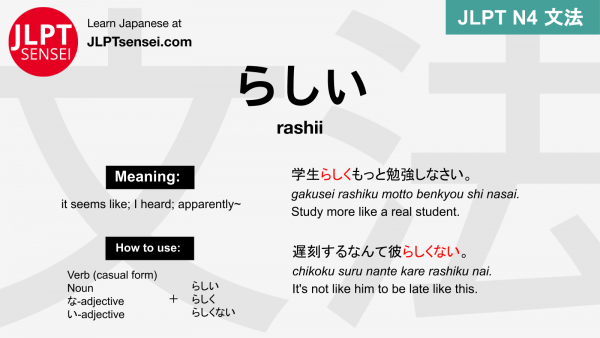 JLPT
SENSEI
Learn Japanese at
JLPTsensei.com
JLPT N4 文法
文法
らしい
rashii
Meaning:
it seems like; I heard; apparently~
How to use:
Verb (casual form)
Noun
な-adjective
い-adjective
+
らしい
らしく
らしくない
学生らしくもっと勉強しなさい。
gakusei rashiku motto benkyou shi nasai.
Study more like a real student.
遅刻するなんて彼らしくない。
chikoku suru nante kare rashiku nai.
It's not like him to be late like this.